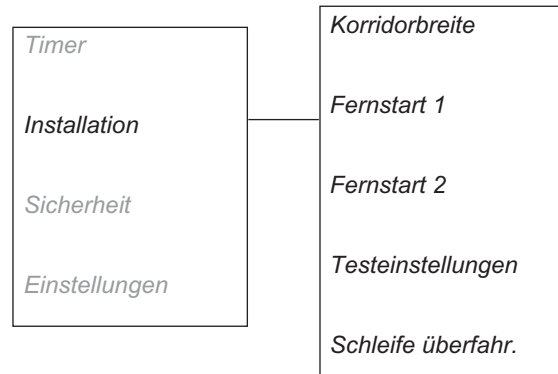 Timer
Installation
Sicherheit
Einstellungen
Korridorbreite
Fernstart 1
Fernstart 2
Testeinstellungen
Schleife überfahr.